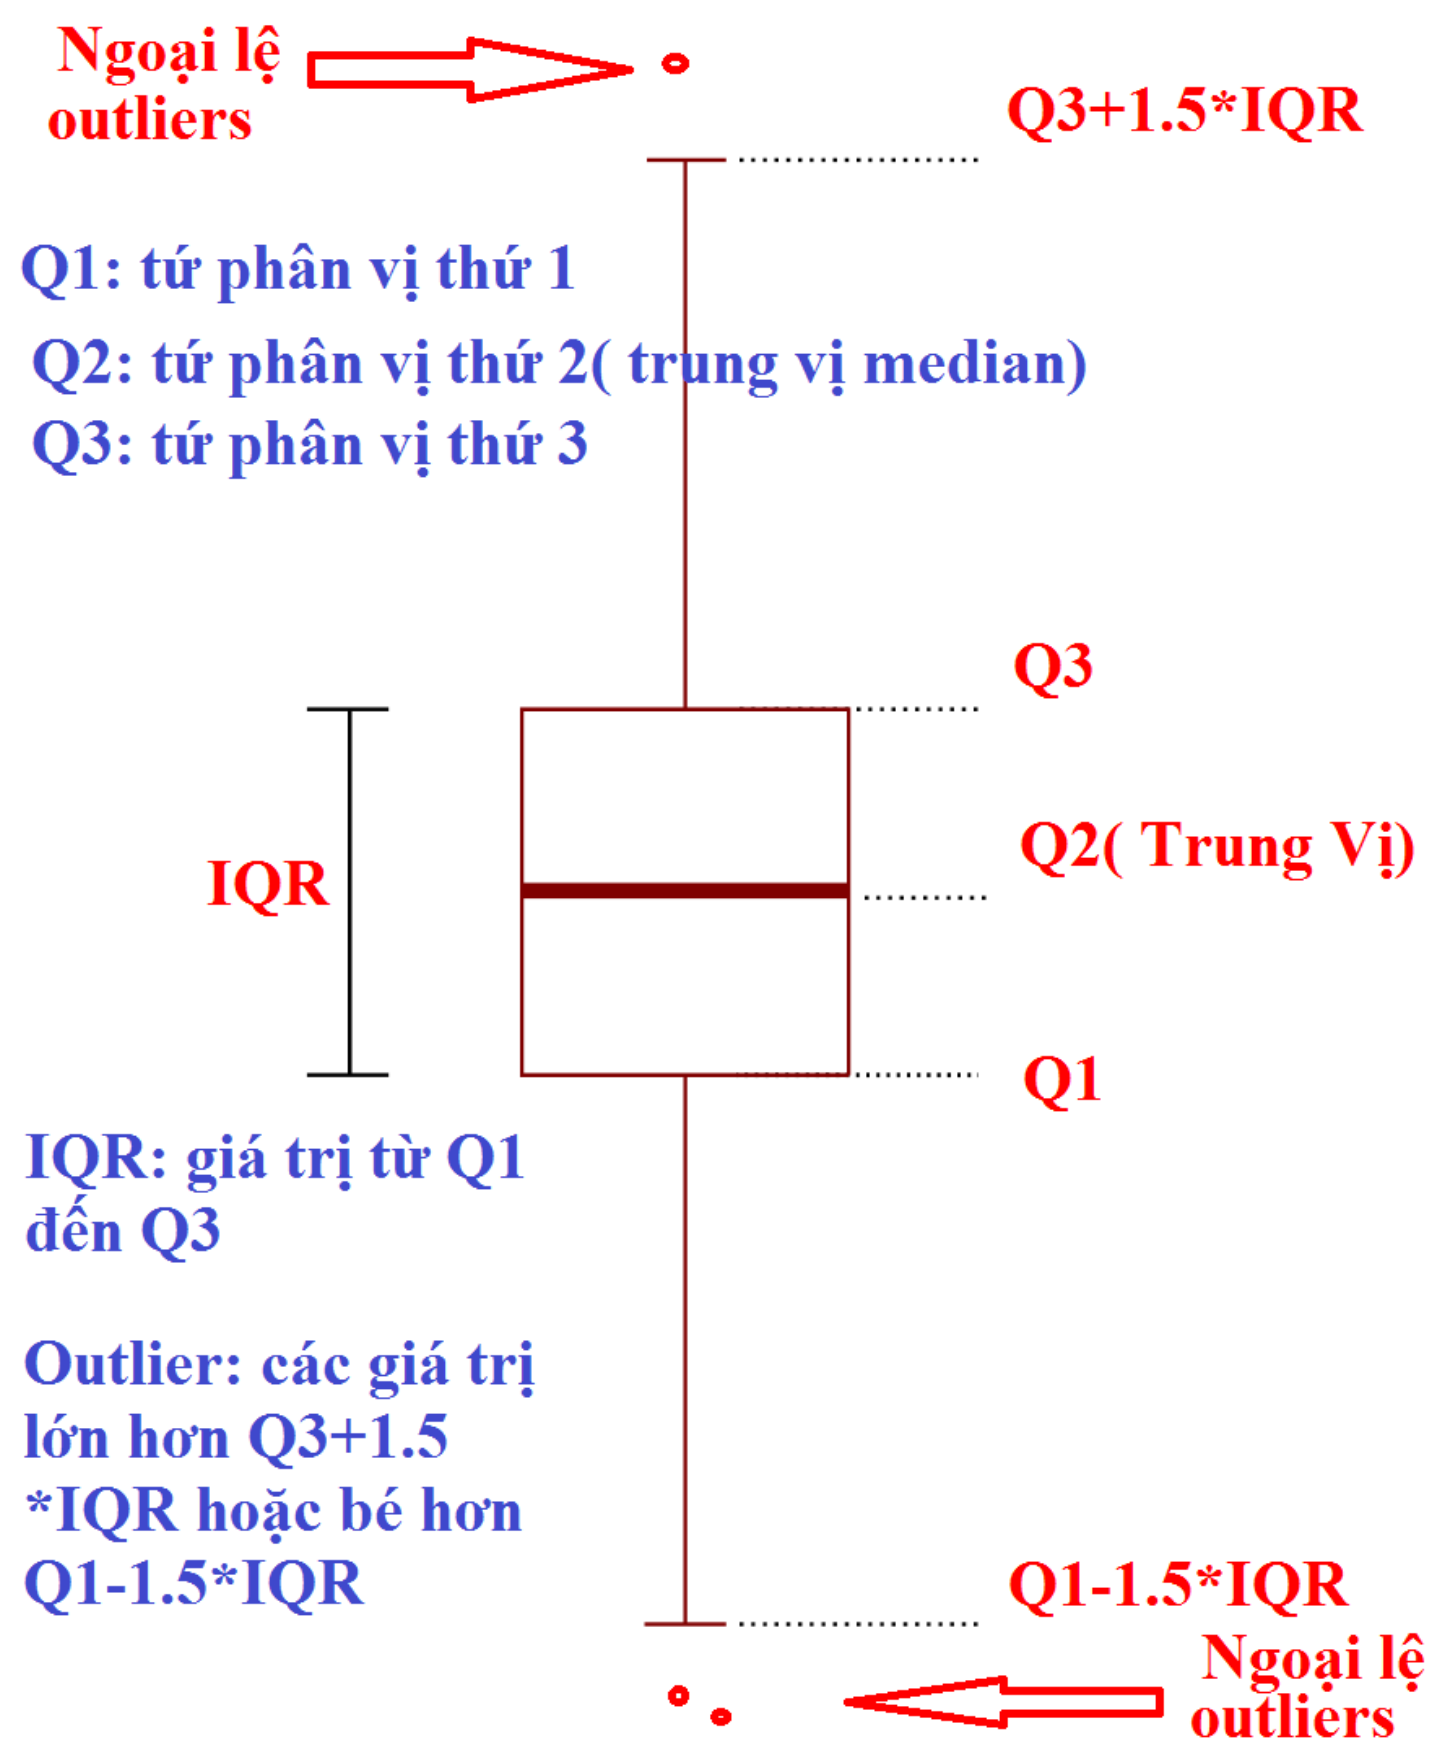 Ngoại lệ
outliers
Q3+1.5*IQR
Q1: tứ phân vị thứ 1
Q2: tứ phân vị thứ 2( trung vị median)
Q3: tứ phân vị thứ 3
Q3
Q2( Trung Vị)
IQR
Q1
IQR: giá trị từ Q1
đến Q3
Outlier: các giá trị
lớn hơn Q3+1.5
*IQR hoặc bé hơn
Q1-1.5*IQR
Q1-1.5*IQR
Ngoại lệ
outliers